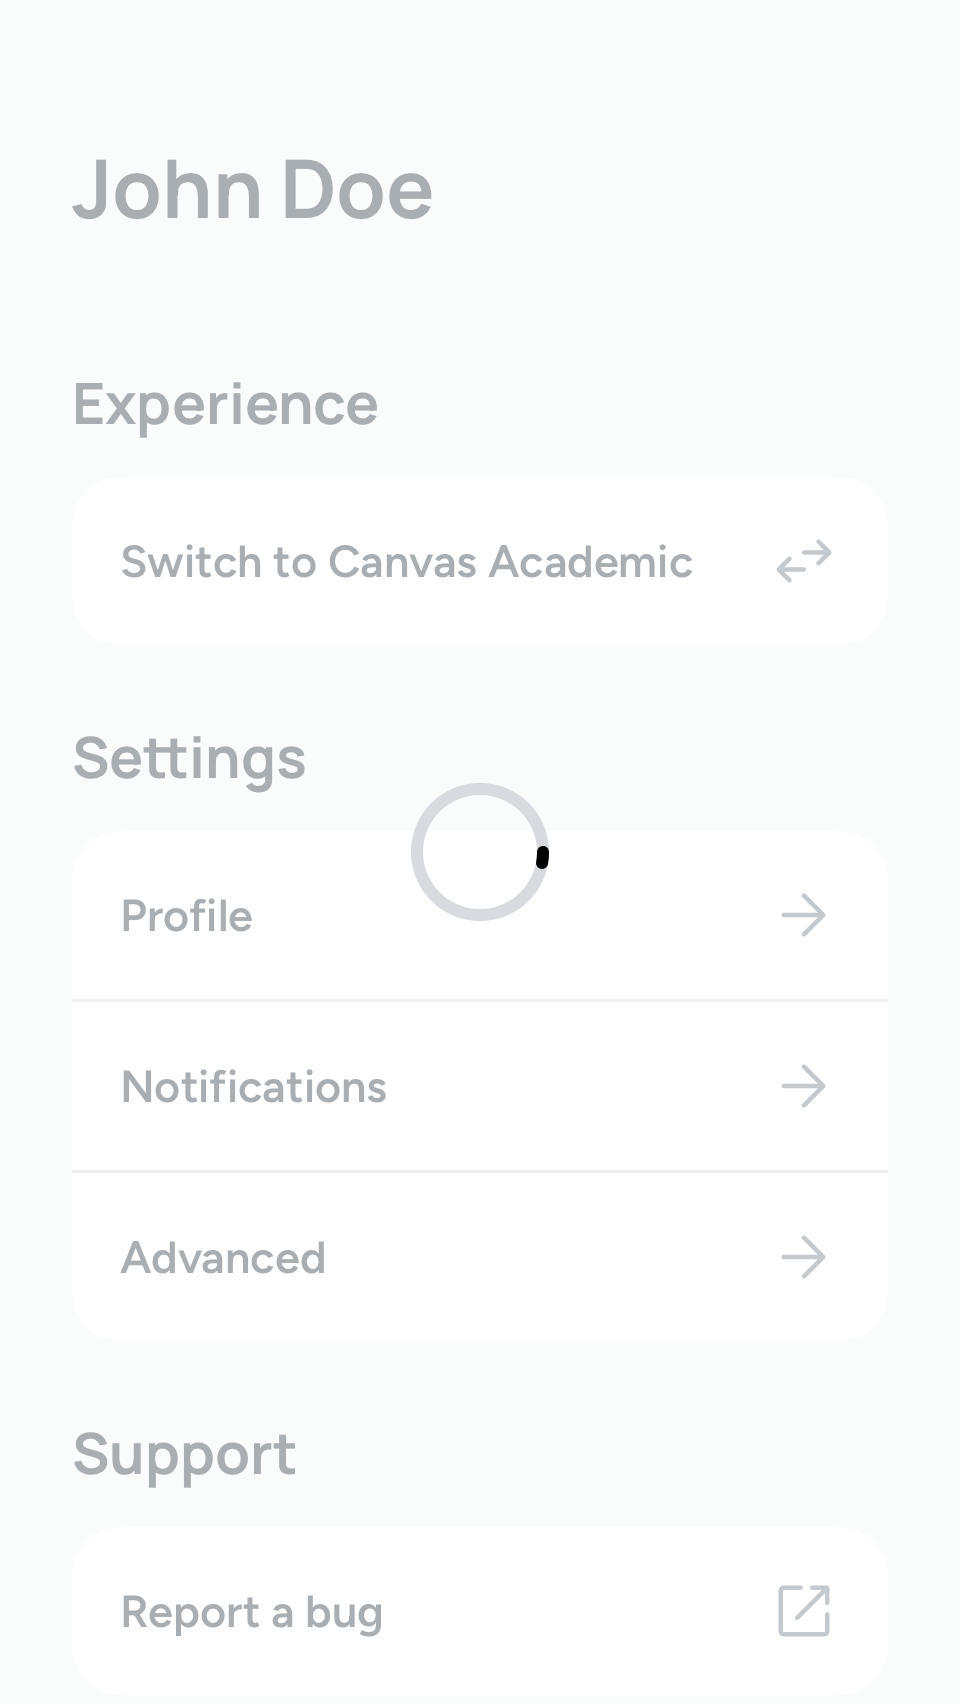 John Doe
Experience
Switch to Canvas Academic
Settings
Profile
Notifications
Advanced
Support
Report a bug